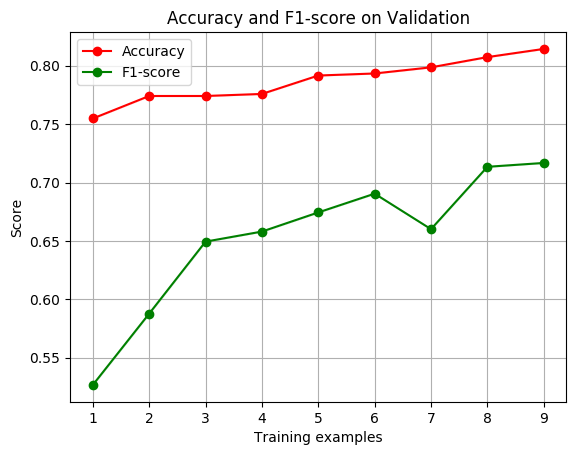 Accuracy and F1-score on Validation
Accuracy
F1-score
0.80
0.75
0.70
0.65
0.60
0.55
Score
1 2 3 4 5 6 7 8 9
Training examples